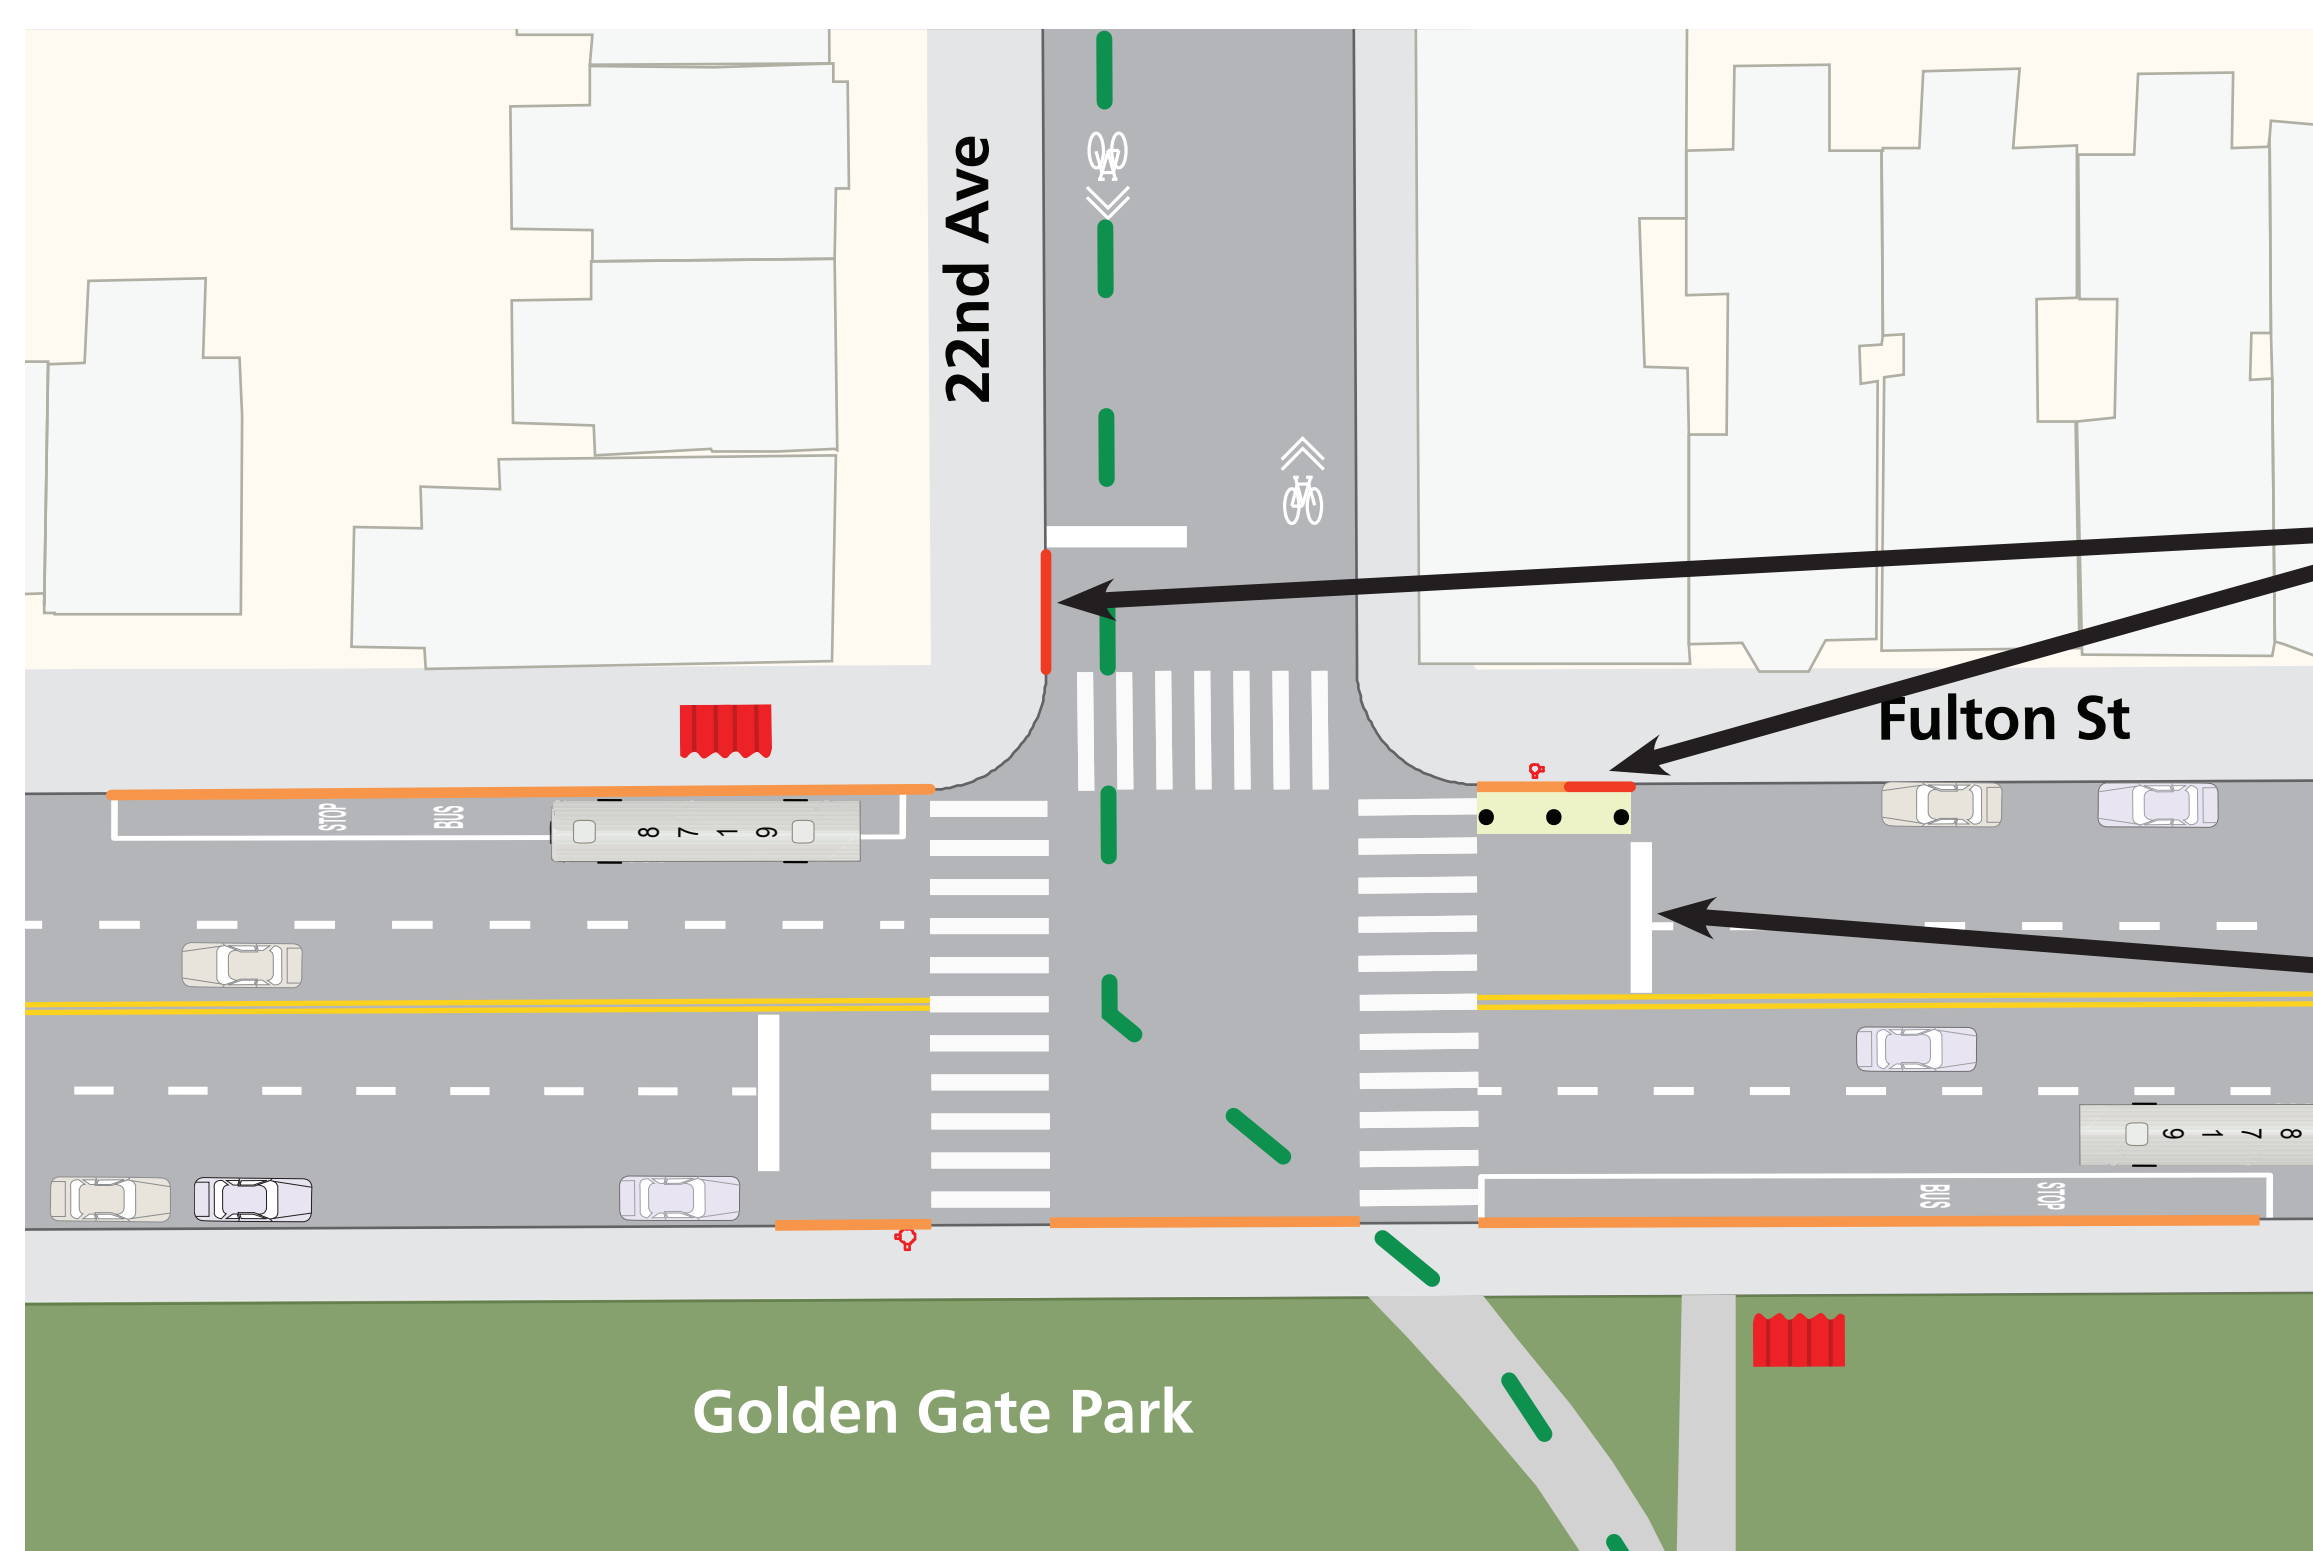 22nd Ave
Fulton St
STOP
BUS
8 7 1 9
9 1 7 8
BUS
STOP
Golden Gate Park